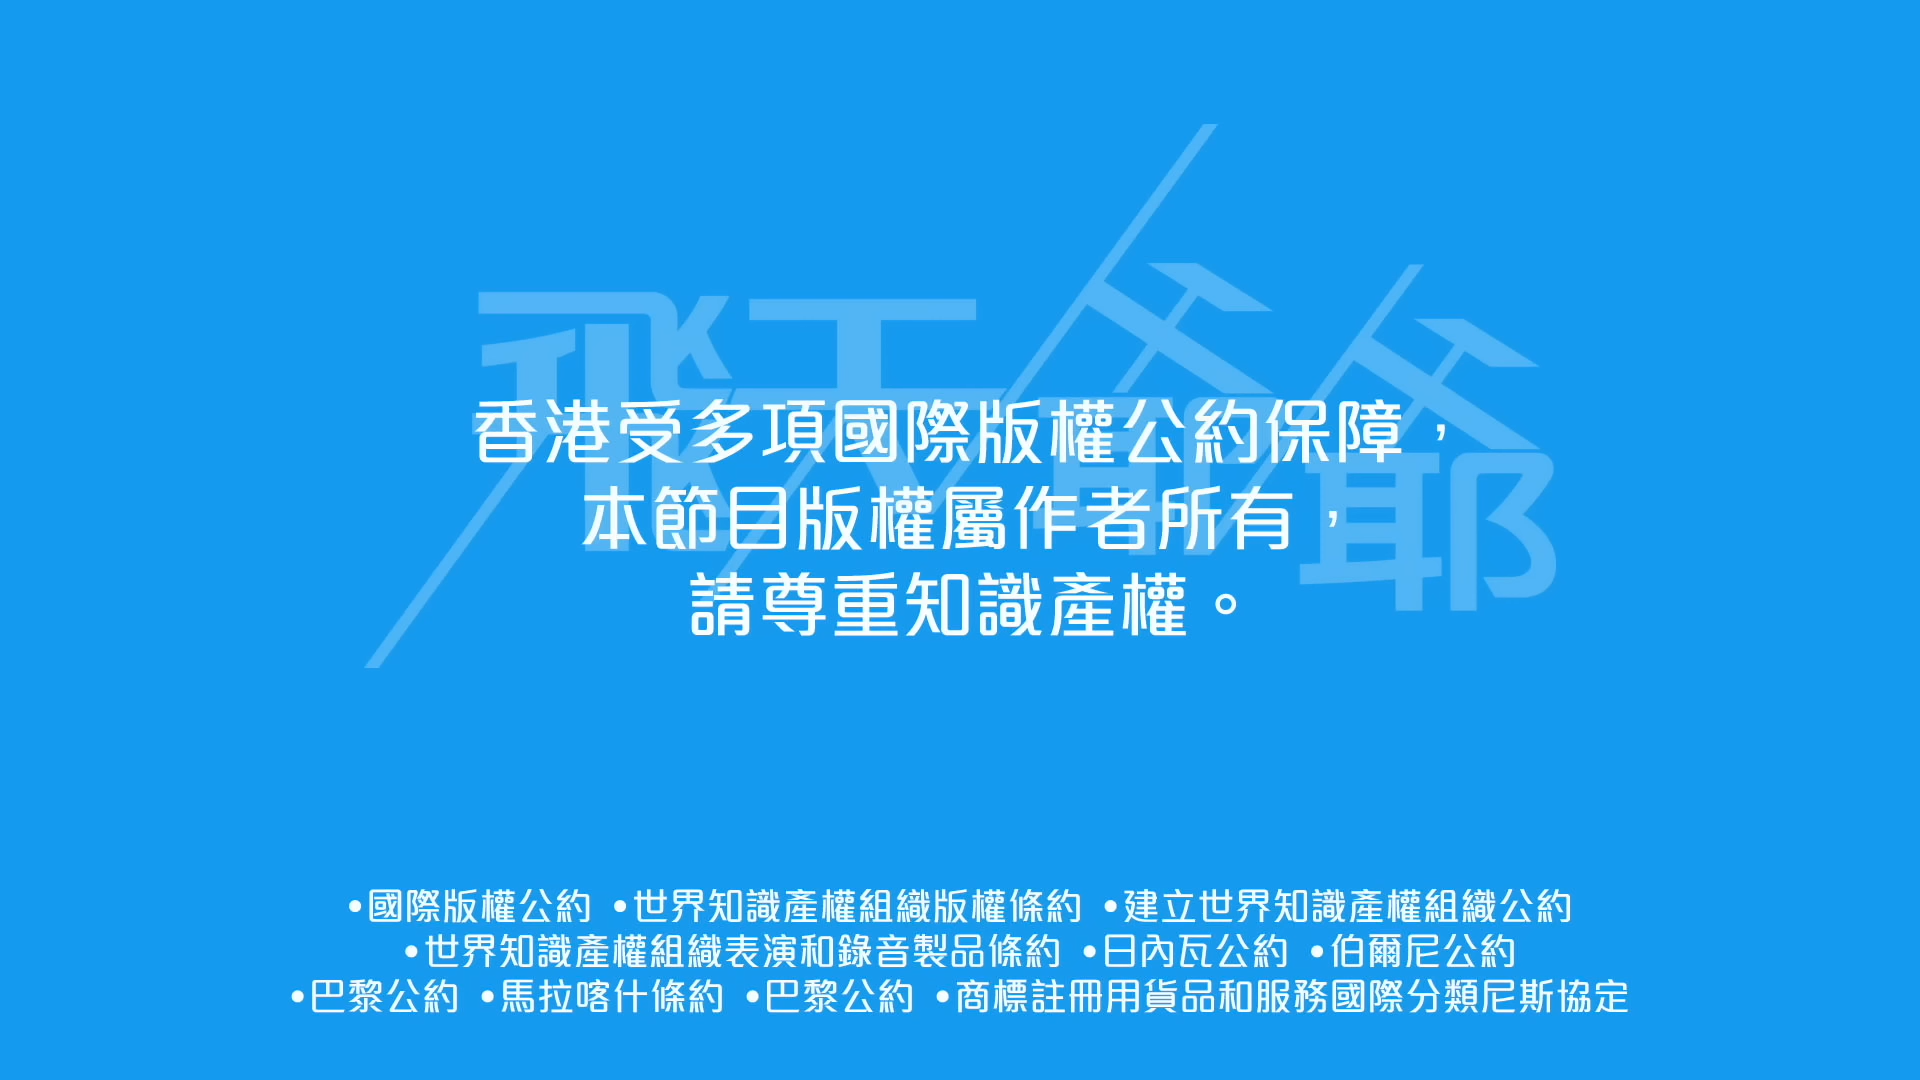 飛天爺爺
香港受多項國際版權公約保障，
本節目版權屬作者所有，
請尊重知識產權。
•國際版權公約 •世界知識產權組織版權條約 •建立世界知識產權組織公約
•世界知識產權組織表演和錄音製品條約 •日內瓦公約 •伯爾尼公約
•巴黎公約 •馬拉喀什條約 •巴黎公約 •商標註冊用貨品和服務國際分類尼斯協定